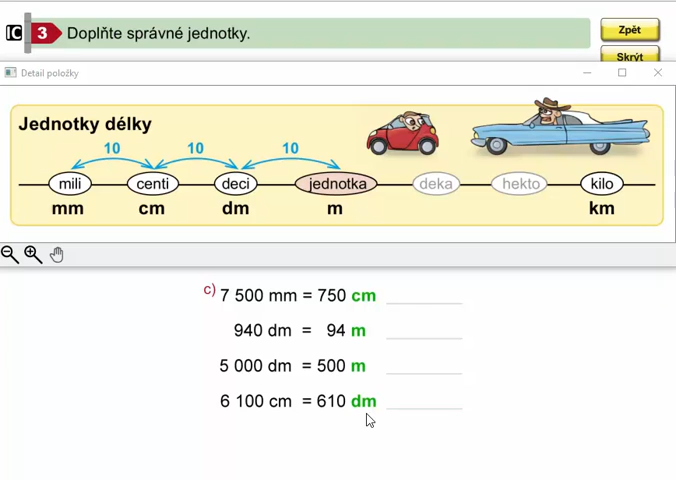 IC 3 Doplňte správné jednotky. Zpět
Skrýt
Detail položky
Jednotky délky
10 10 10
mili centi deci jednotka deka hekto kilo
mm cm dm m km
c) 7 500 mm = 750 cm
940 dm = 94 m
5 000 dm = 500 m
6 100 cm = 610 dm